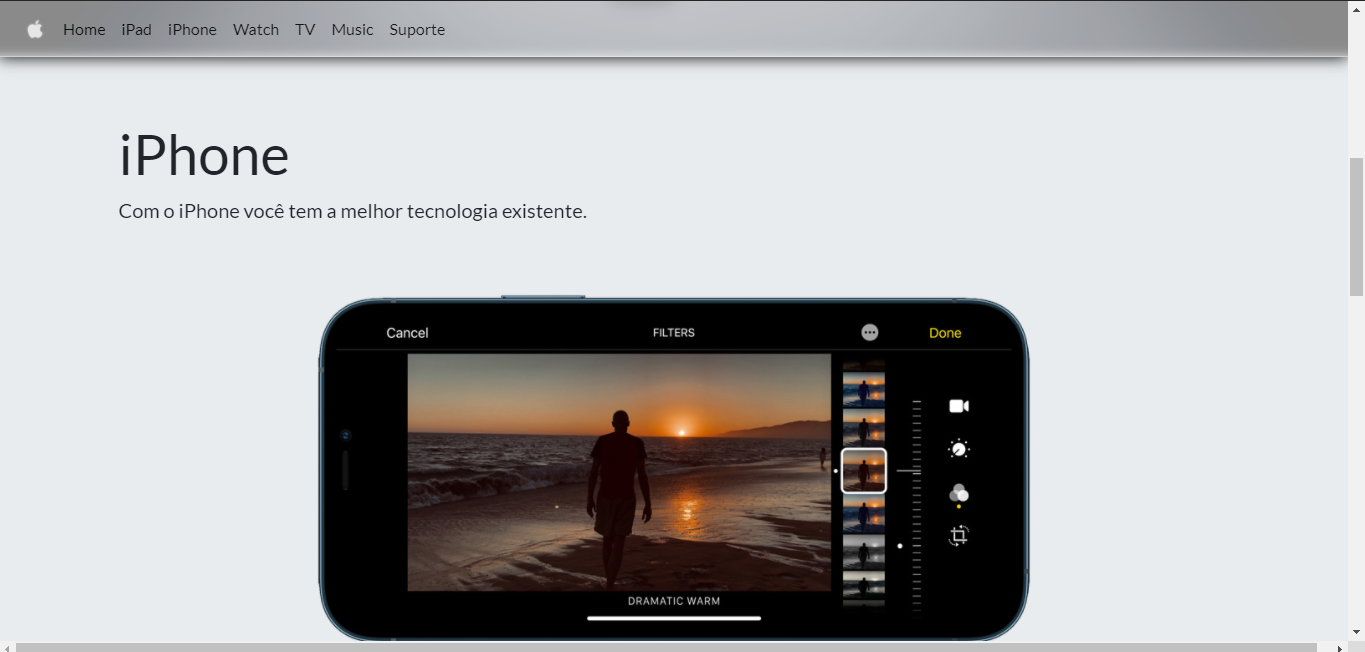 Home iPad iPhone Watch TV Music Suporte
iPhone
Com o iPhone você tem a melhor tecnologia existente.
Cancel FILTERS Done
DRAMATIC WARM